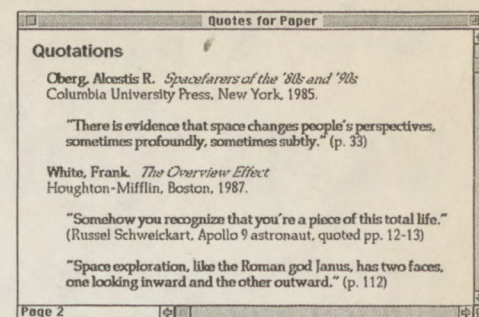 Quotes for Paper
Quotations
Oberg, Alcestis R. Spacefarers of the '80s and '90s
Columbia University Press, New York, 1985.
"There is evidence that space changes people's perspectives,
sometimes profoundly, sometimes subtly." (p. 33)
White, Frank. The Overview Effect
Houghton-Mifflin, Boston, 1987.
"Somehow you recognize that you're a piece of this total life."
(Russel Schweickart, Apollo 9 astronaut, quoted pp. 12-13)
"Space exploration, like the Roman god Janus, has two faces,
one looking inward and the other outward." (p. 112)
Page 2